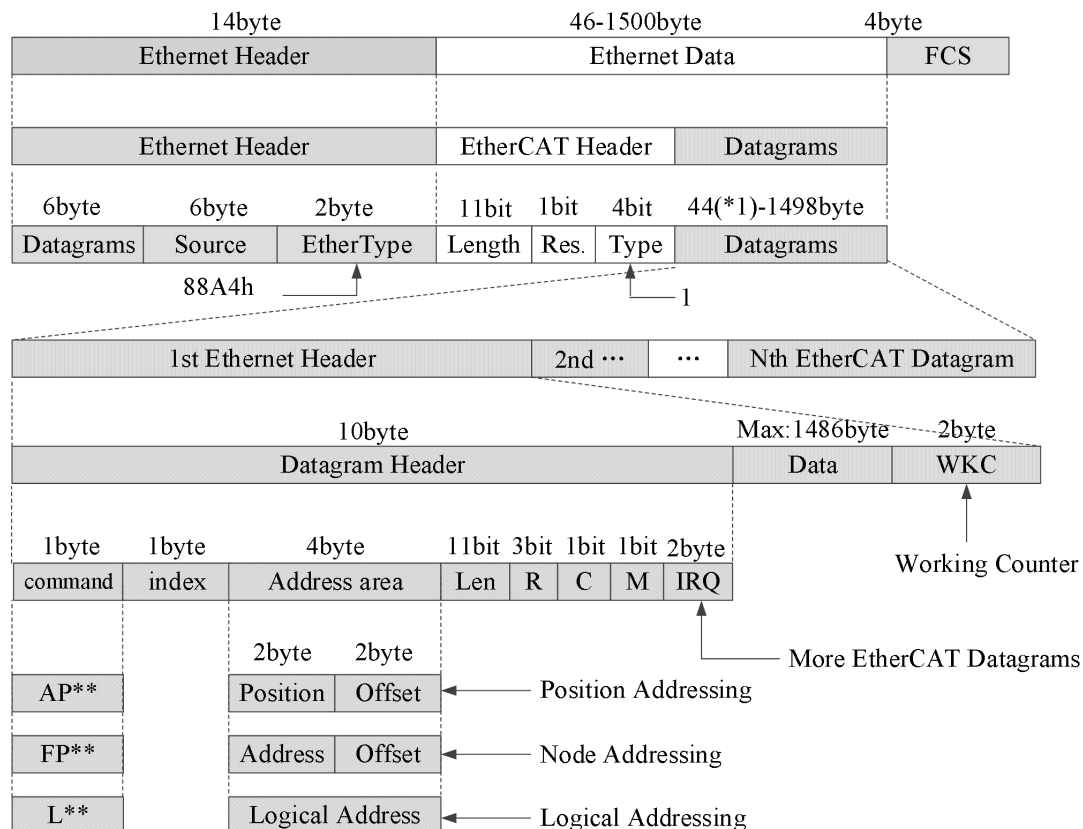 14byte 46-1500byte 4byte
Ethernet Header Ethernet Data FCS
Ethernet Header EtherCAT Header Datagrams
6byte 6byte 2byte 11bit 1bit 4bit 44(*1)-1498byte
Datagrams Source EtherType Length Res. Type Datagrams
88A4h 1
1st Ethernet Header 2nd ··· ··· Nth EtherCAT Datagram
10byte Max:1486byte 2byte
Datagram Header Data WKC
1byte 1byte 4byte 11bit 3bit 1bit 1bit 2byte
Working Counter
command index Address area Len R C M IRQ
2byte 2byte
More EtherCAT Datagrams
AP** Position Offset Position Addressing
FP** Address Offset Node Addressing
L** Logical Address Logical Addressing